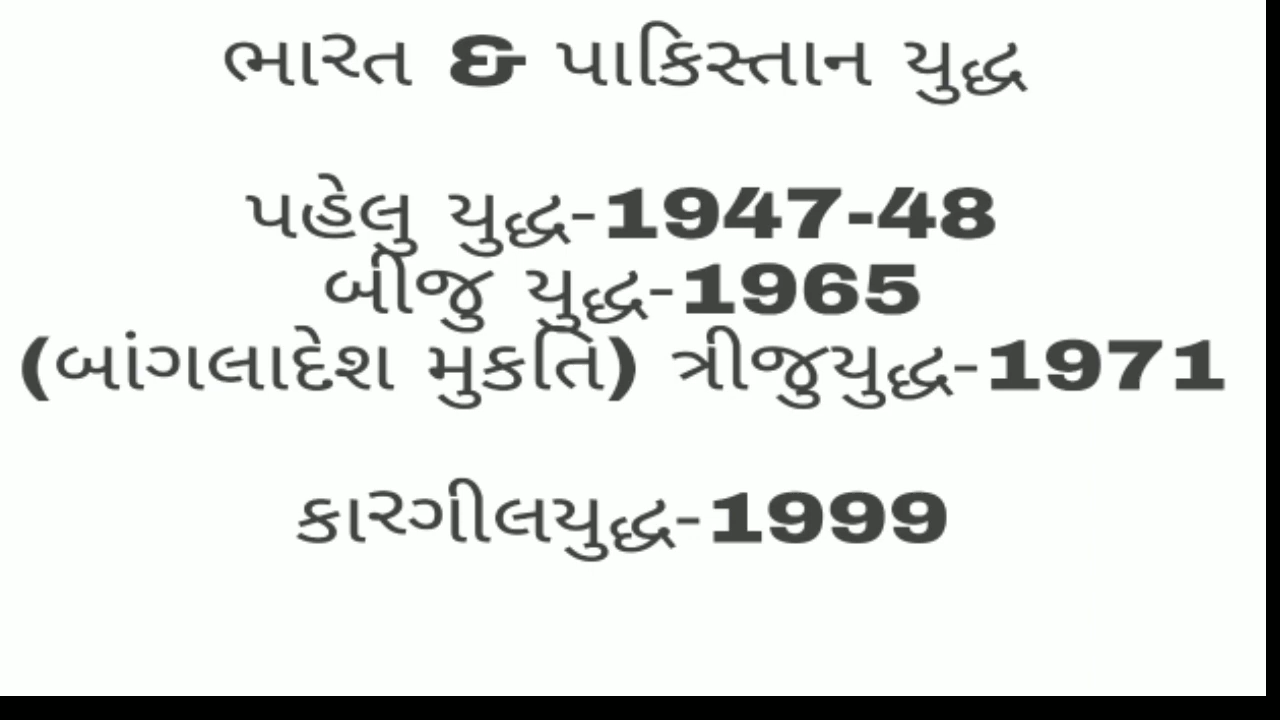 ભારત & પાકિસ્તાન યુદ્ધ
પહેલુ યુદ્ધ-1947-48
બીજુ યુદ્ધ-1965
(બાંગલાદેશ મુકતિ) ત્રીજુયુદ્ધ-1971
કારગીલયુદ્ધ-1999